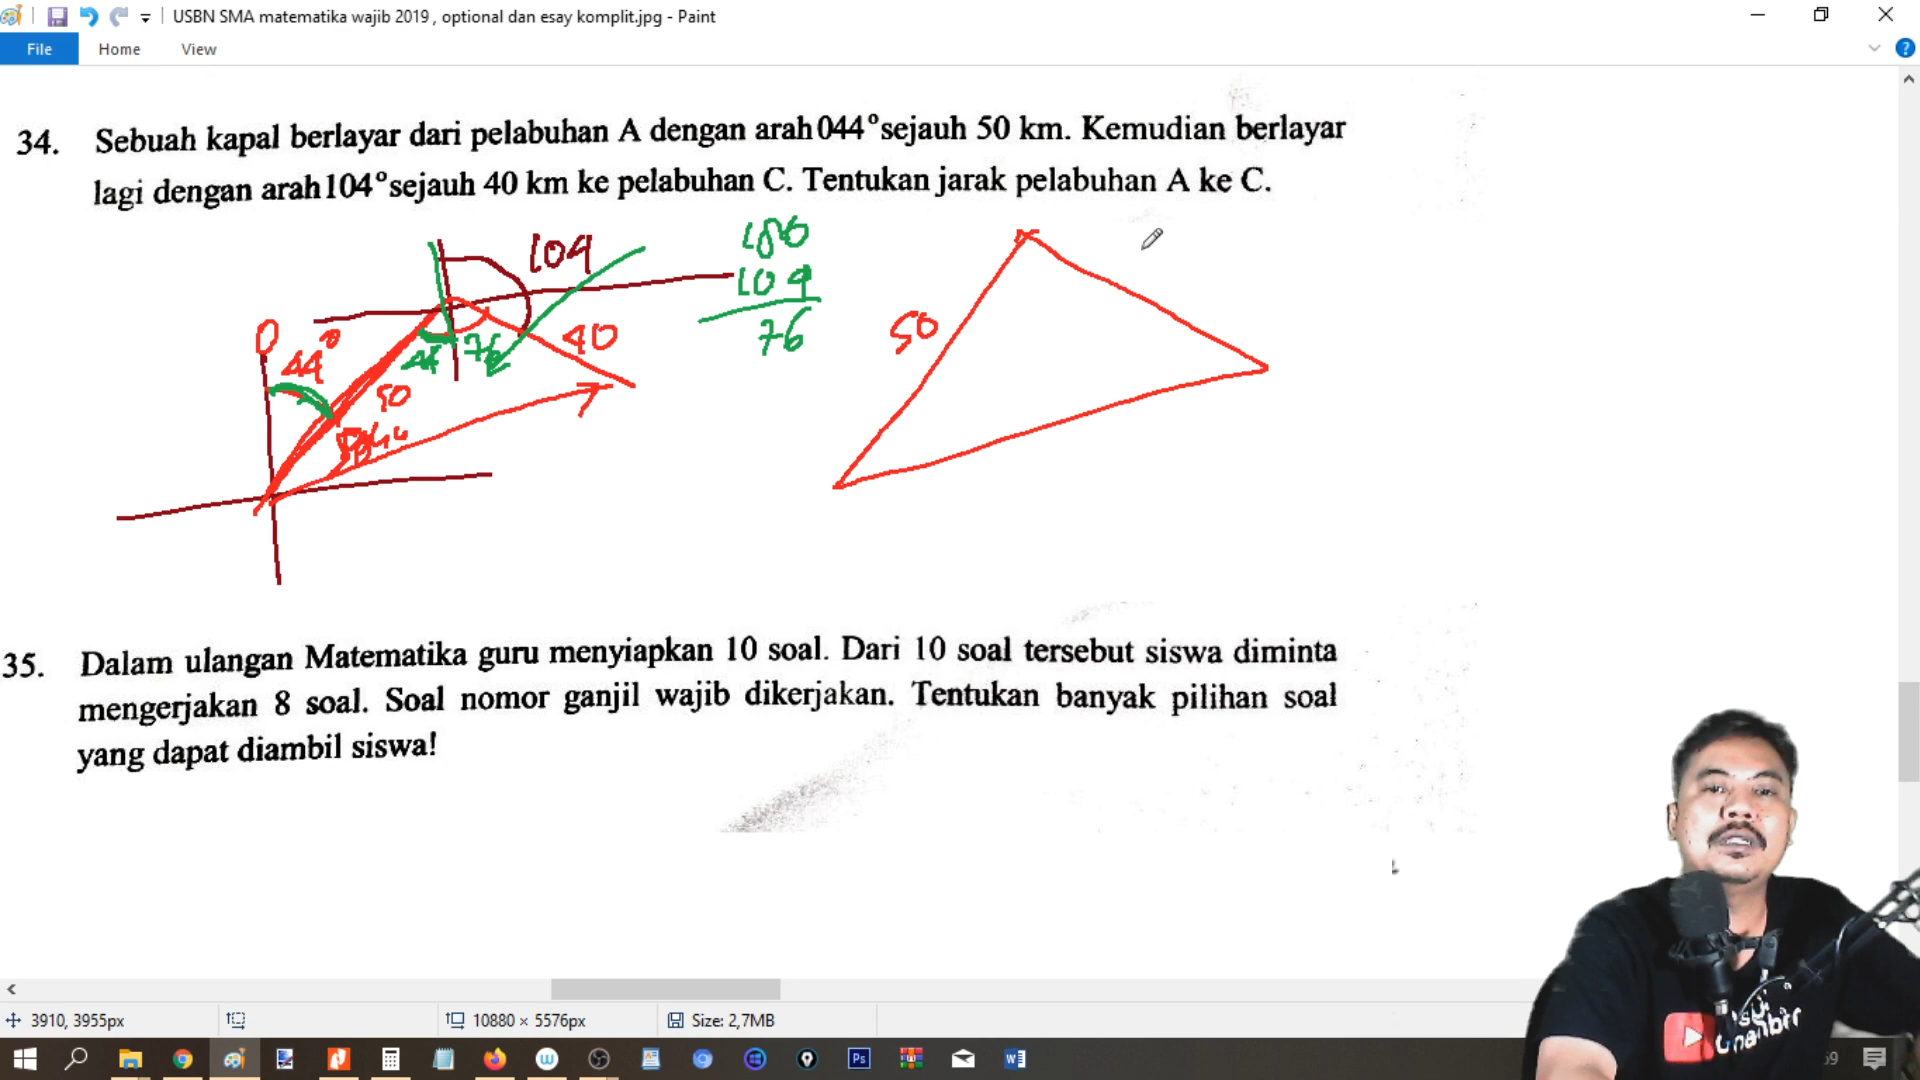 USBN SMA matematika wajib 2019 , optional dan esay komplit.jpg - Paint
File Home View
34. Sebuah kapal berlayar dari pelabuhan A dengan arah 044° sejauh 50 km. Kemudian berlayar
lagi dengan arah 104° sejauh 40 km ke pelabuhan C. Tentukan jarak pelabuhan A ke C.
104
180
104
76
0
44°
44 76
40
50
50
35. Dalam ulangan Matematika guru menyiapkan 10 soal. Dari 10 soal tersebut siswa diminta
mengerjakan 8 soal. Soal nomor ganjil wajib dikerjakan. Tentukan banyak pilihan soal
yang dapat diambil siswa!
3910, 3955px
10880 × 5576px
Size: 2,7MB
Ps